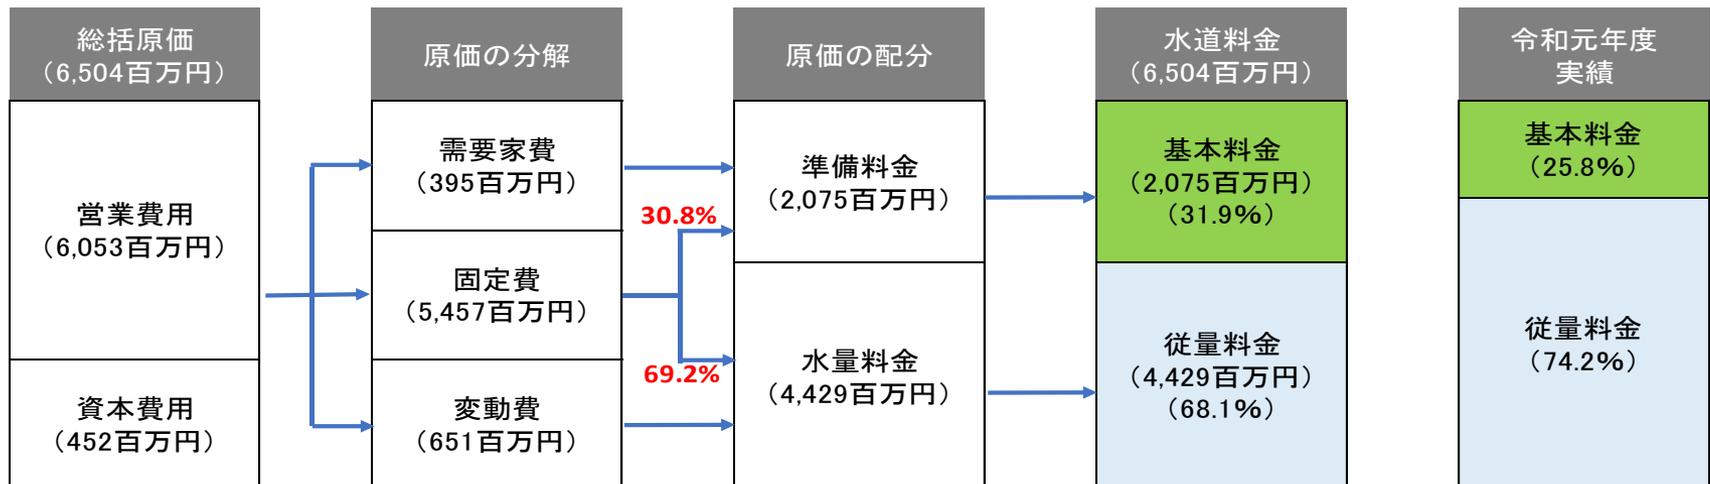 総括原価
（6,504百万円）
営業費用
（6,053百万円）
資本費用
（452百万円）
原価の分解
需要家費
（395百万円）
固定費
（5,457百万円）
変動費
（651百万円）
30.8%
69.2%
原価の配分
準備料金
（2,075百万円）
水量料金
（4,429百万円）
水道料金
（6,504百万円）
基本料金
（2,075百万円）
（31.9%）
従量料金
（4,429百万円）
（68.1%）
令和元年度
実績
基本料金
（25.8%）
従量料金
（74.2%）